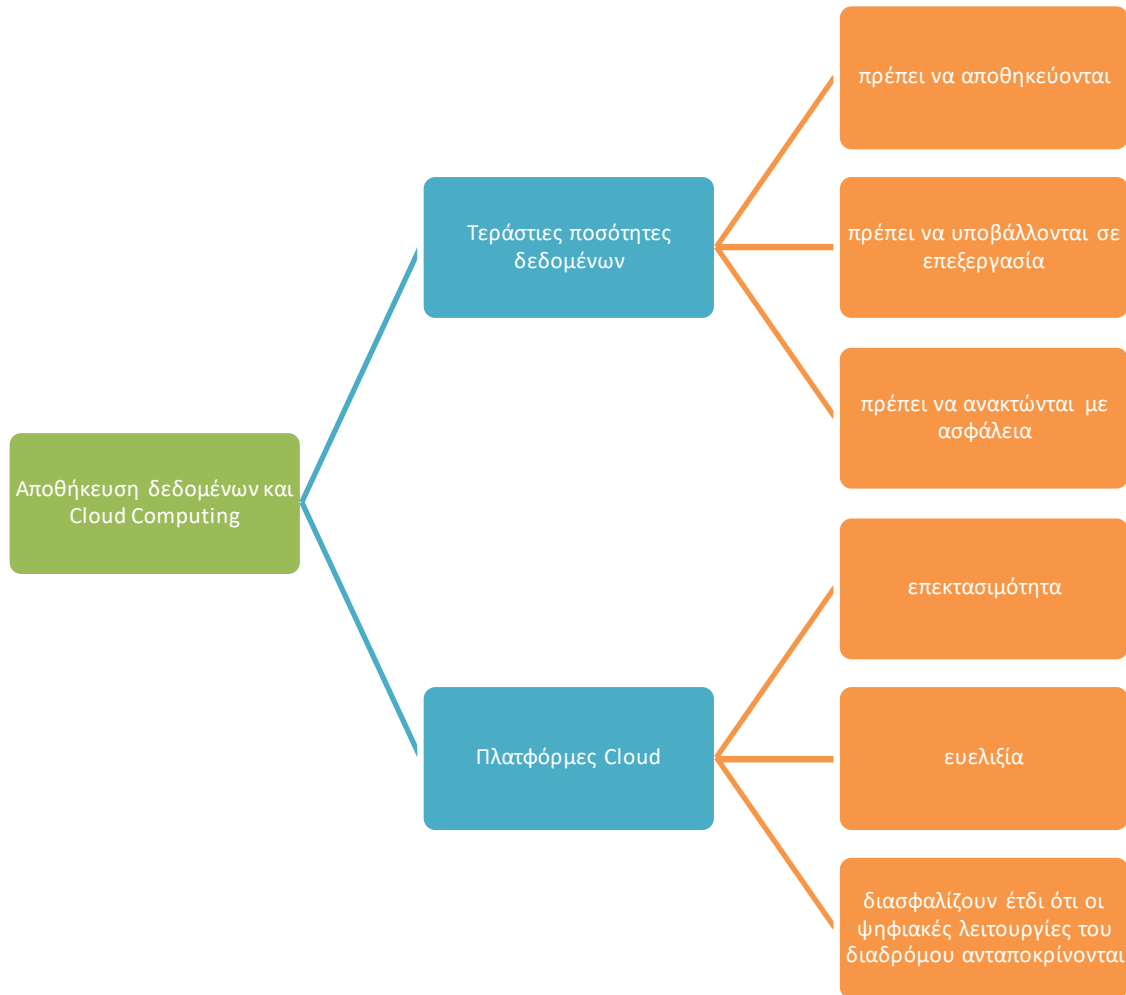 Αποθήκευση δεδομένων και
Cloud Computing
Τεράστιες ποσότητες
δεδομένων
πρέπει να αποθηκεύονται
πρέπει να υποβάλλονται σε
επεξεργασία
πρέπει να ανακτώνται με
ασφάλεια
Πλατφόρμες Cloud
επεκτασιμότητα
ευελιξία
διασφαλίζουν έτδι ότι οι
ψηφιακές λειτουργίες του
διαδρόμου ανταποκρίνονται